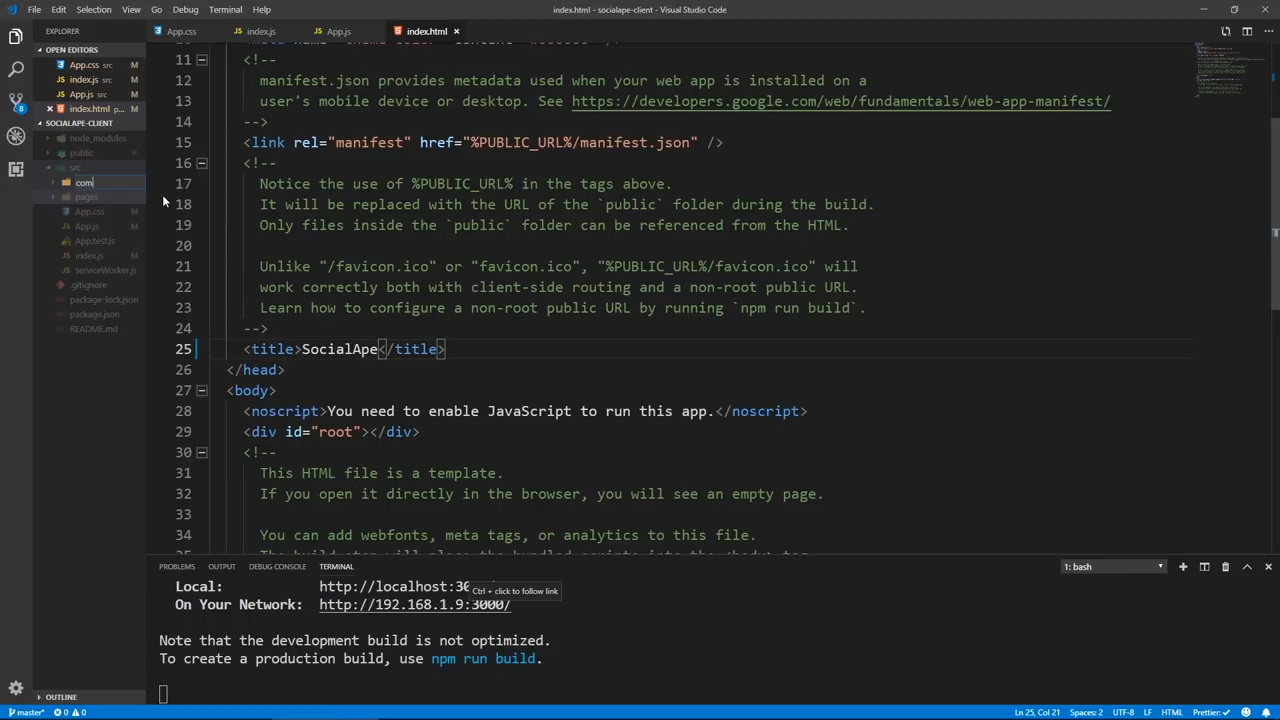 File Edit Selection View Go Debug Terminal Help
index.html - socialape-client - Visual Studio Code
EXPLORER
App.css
index.js
App.js
index.html
OPEN EDITORS
App.css src M
index.js src M
App.js src M
index.html p... M
SOCIALAPE-CLIENT
node_modules
public
src
com
pages
App.css M
App.js M
App.test.js
index.js M
serviceWorker.js
.gitignore
package-lock.json
package.json
README.md
OUTLINE
11 <!--
12 manifest.json provides metadata used when your web app is installed on a
13 user's mobile device or desktop. See https://developers.google.com/web/fundamentals/web-app-manifest/
14 -->
15 <link rel="manifest" href="%PUBLIC_URL%/manifest.json" />
16 <!--
17 Notice the use of %PUBLIC_URL% in the tags above.
18 It will be replaced with the URL of the `public` folder during the build.
19 Only files inside the `public` folder can be referenced from the HTML.
20
21 Unlike "/favicon.ico" or "favicon.ico", "%PUBLIC_URL%/favicon.ico" will
22 work correctly both with client-side routing and a non-root public URL.
23 Learn how to configure a non-root public URL by running `npm run build`.
24 -->
25 <title>SocialApe</title>
26 </head>
27 <body>
28 <noscript>You need to enable JavaScript to run this app.</noscript>
29 <div id="root"></div>
30 <!--
31 This HTML file is a template.
32 If you open it directly in the browser, you will see an empty page.
33
34 You can add webfonts, meta tags, or analytics to this file.
PROBLEMS OUTPUT DEBUG CONSOLE TERMINAL
1: bash
Local: http://localhost:30
Ctrl + click to follow link
On Your Network: http://192.168.1.9:3000/
Note that the development build is not optimized.
To create a production build, use npm run build.
8
master* 0 0
Ln 25, Col 21 Spaces: 2 UTF-8 LF HTML Prettier: ✓